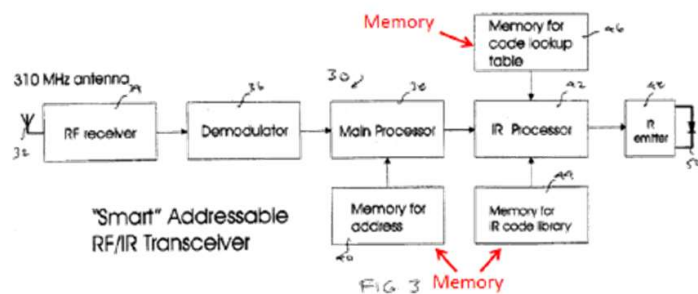 Memory
Memory for
code lookup
table
46
310 MHz antenna
30
34
36
38
42
48
RF receiver
Demodulator
Main Processor
IR Processor
IR
emitter
32
50
44
"Smart" Addressable
RF/IR Transceiver
Memory for
address
Memory for
IR code library
40
FIG 3
Memory